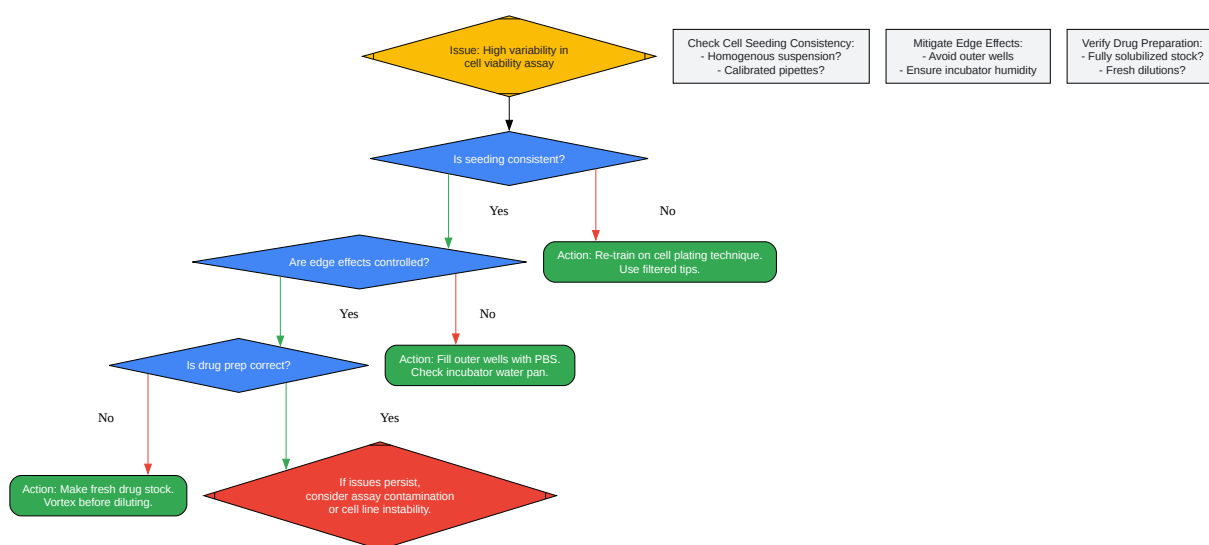 Issue: High variability in
cell viability assay
Check Cell Seeding Consistency:
- Homogenous suspension?
- Calibrated pipettes?
Mitigate Edge Effects:
- Avoid outer wells
- Ensure incubator humidity
Verify Drug Preparation:
- Fully solubilized stock?
- Fresh dilutions?
Is seeding consistent?
Yes
No
Are edge effects controlled?
Action: Re-train on cell plating technique.
Use filtered tips.
Yes
No
Is drug prep correct?
Action: Fill outer wells with PBS.
Check incubator water pan.
No
Yes
Action: Make fresh drug stock.
Vortex before diluting.
If issues persist,
consider assay contamination
or cell line instability.